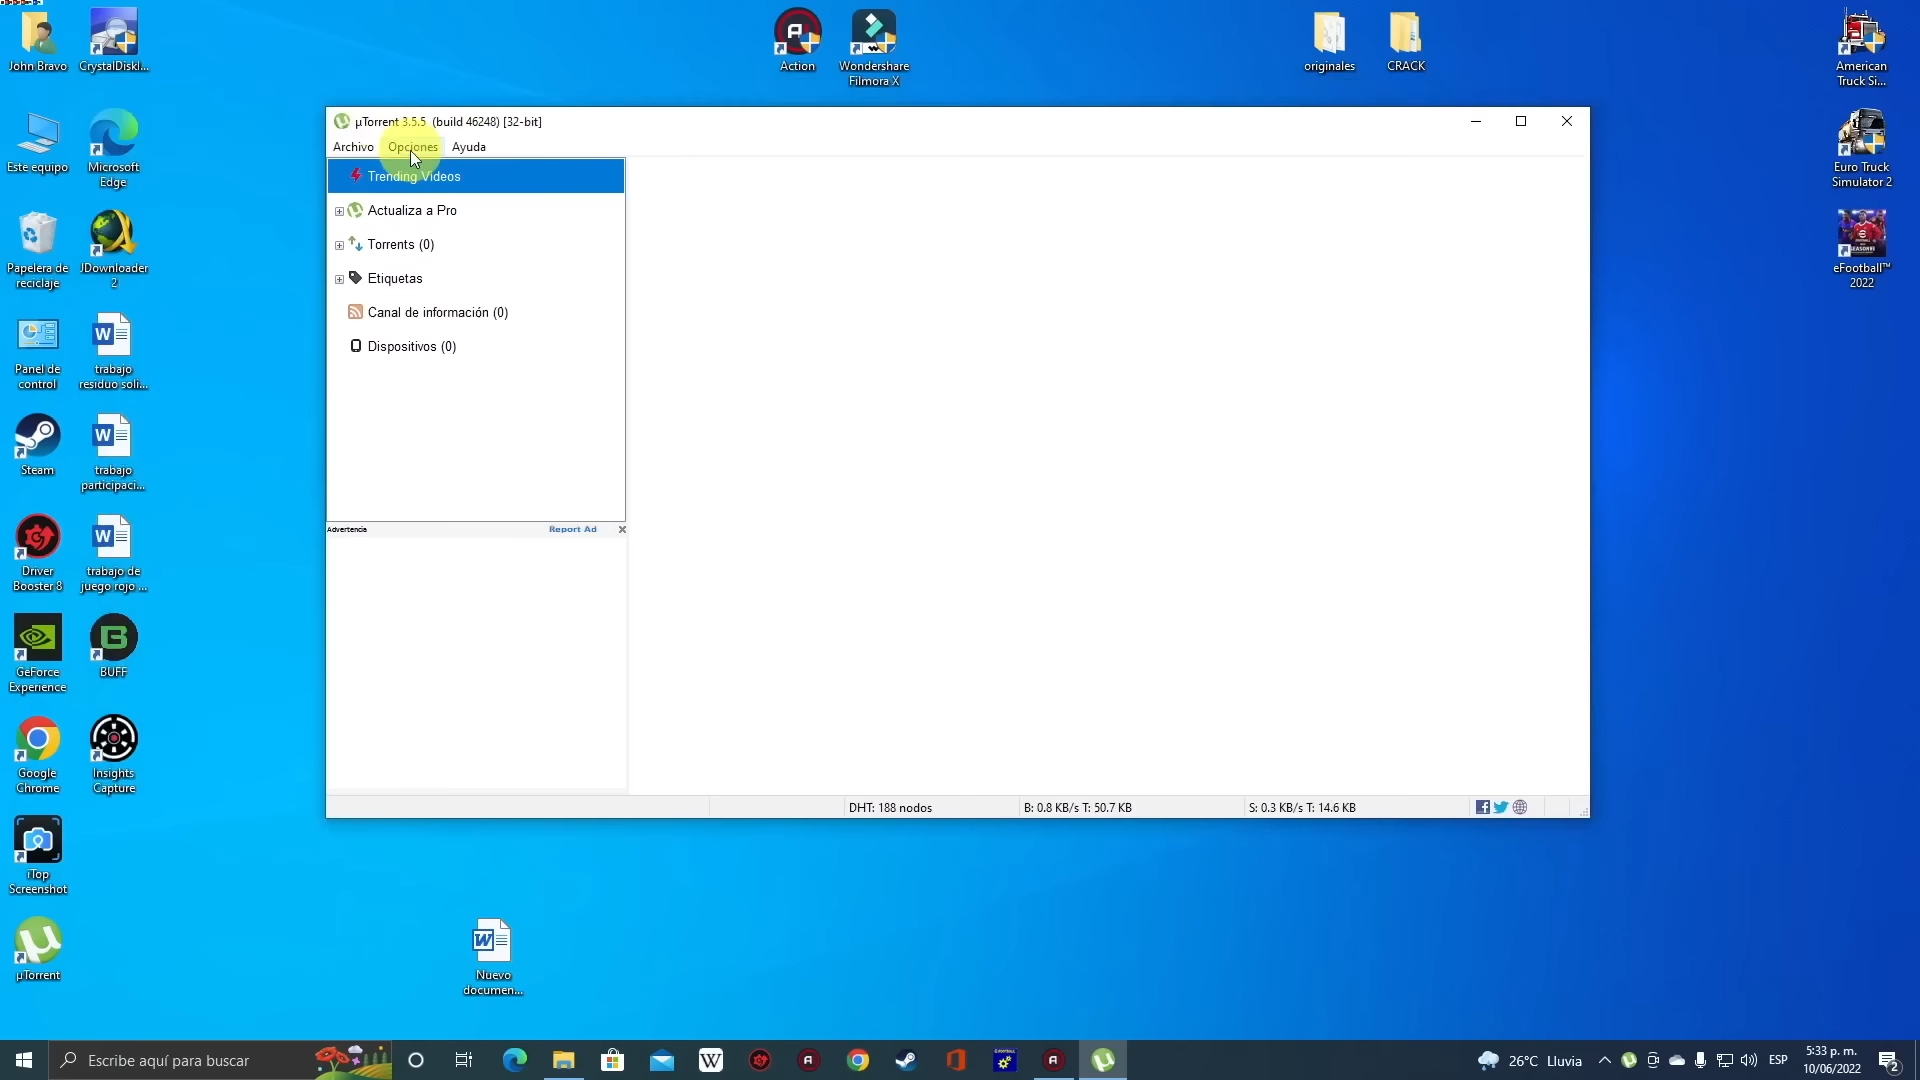 John Bravo
CrystalDiskI...
Action
Wondershare
Filmora X
originales
CRACK
American
Truck Si...
µTorrent 3.5.5 (build 46248) [32-bit]
Archivo
Opciones
Ayuda
Trending Videos
Actualiza a Pro
Torrents (0)
Etiquetas
Canal de información (0)
Dispositivos (0)
Advertencia
Report Ad
DHT: 188 nodos
B: 0.8 KB/s T: 50.7 KB
S: 0.3 KB/s T: 14.6 KB
Este equipo
Microsoft
Edge
Euro Truck
Simulator 2
Papelera de
reciclaje
JDownloader
2
eFootball™
2022
Panel de
control
trabajo
residuo soli...
Steam
trabajo
participaci...
Driver
Booster 8
trabajo de
juego rojo ...
GeForce
Experience
BUFF
Google
Chrome
Insights
Capture
iTop
Screenshot
µTorrent
Nuevo
documen...
Escribe aquí para buscar
26°C Lluvia
ESP
5:33 p. m.
10/06/2022
2